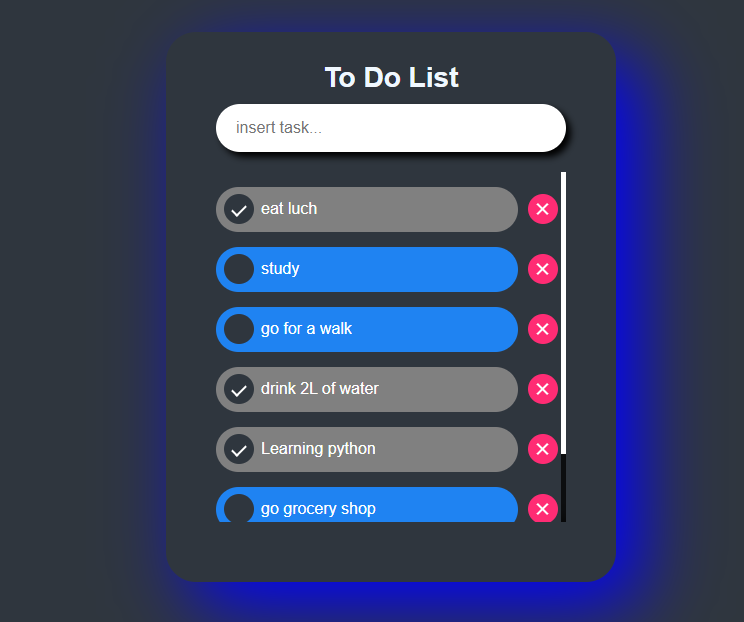 To Do List
insert task...
eat luch
study
go for a walk
drink 2L of water
Learning python
go grocery shop